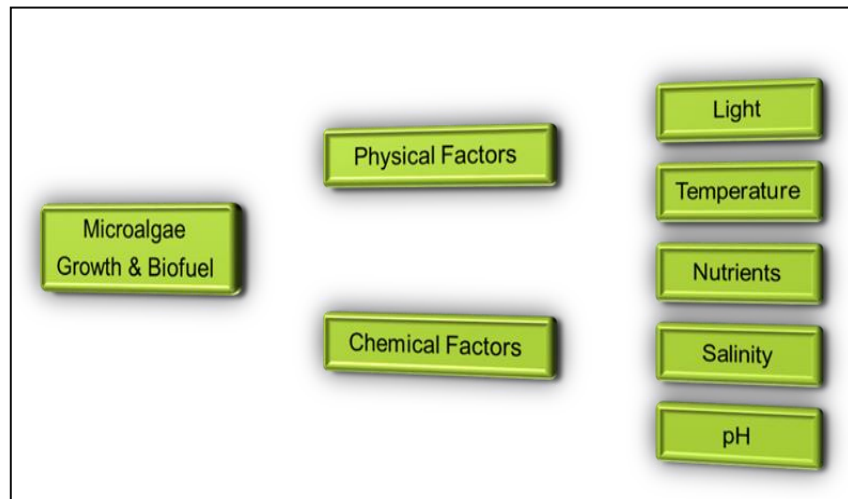 Microalgae
Growth & Biofuel
Physical Factors
Chemical Factors
Light
Temperature
Nutrients
Salinity
pH